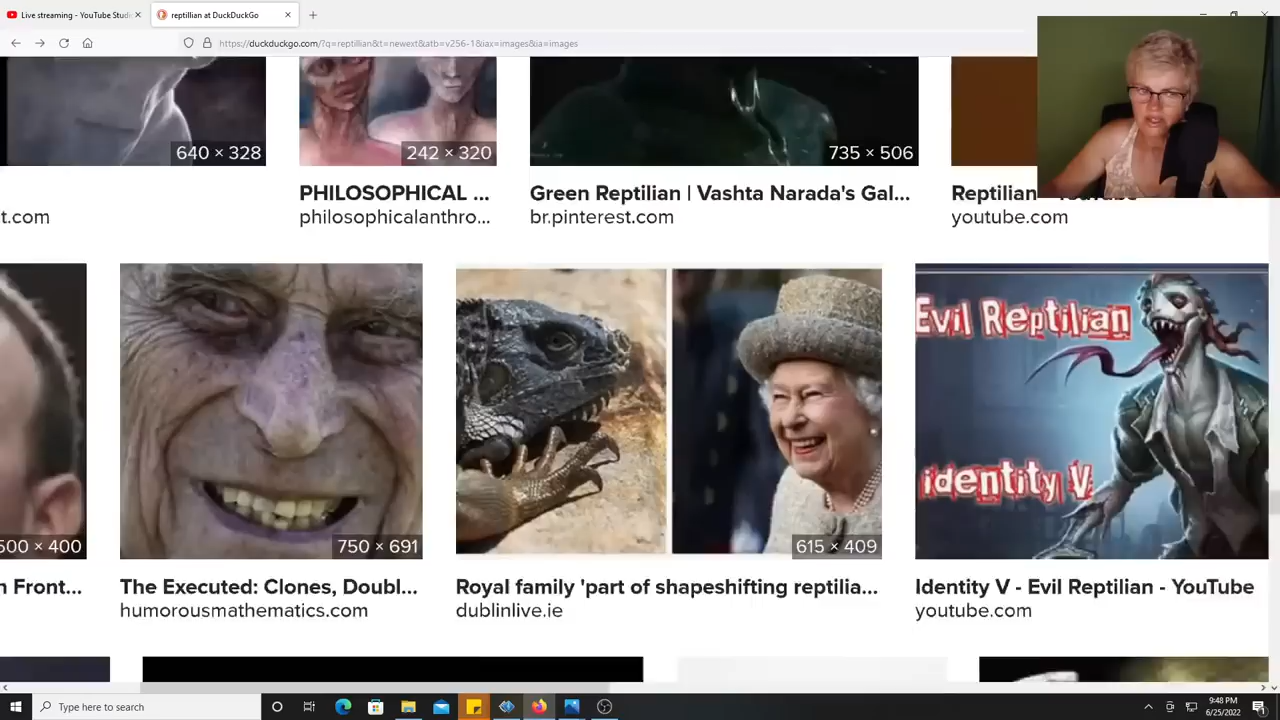 Live streaming - YouTube Studi
reptillian at DuckDuckGo
https://duckduckgo.com/?q=reptillian&t=newext&atb=v256-1&iax=images&ia=images
640 × 328
242 × 320
735 × 506
PHILOSOPHICAL ...
Green Reptilian | Vashta Narada's Gal...
Reptilian
t.com
philosophicalanthro...
br.pinterest.com
youtube.com
Evil Reptilian
identity V
500 × 400
750 × 691
615 × 409
n Front...
The Executed: Clones, Doubl...
Royal family 'part of shapeshifting reptilia...
Identity V - Evil Reptilian - YouTube
humorousmathematics.com
dublinlive.ie
youtube.com
Type here to search
9:48 PM
6/25/2022